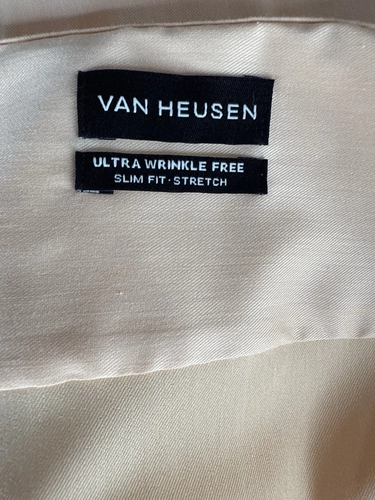 VAN HEUSEN
ULTRA WRINKLE FREE
SLIM FIT · STRETCH